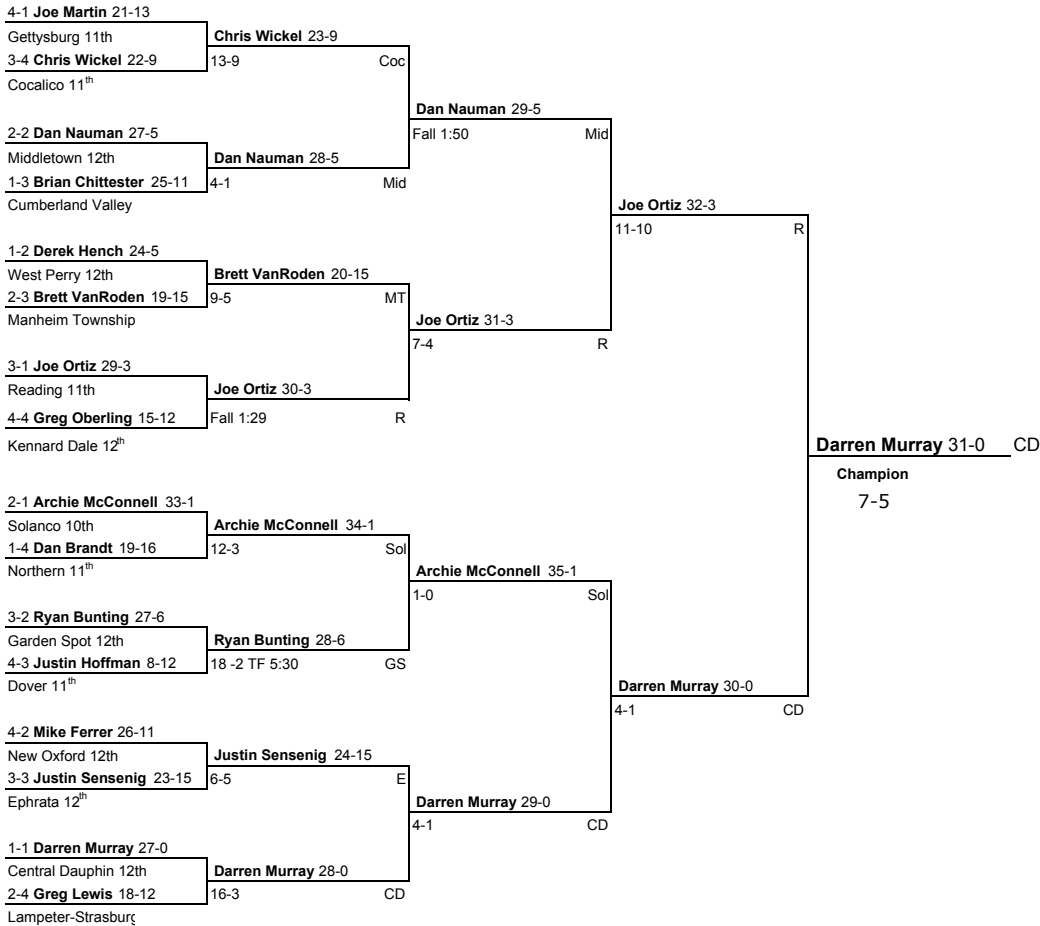 4-1 Joe Martin 21-13
Gettysburg 11th
3-4 Chris Wickel 22-9
Cocalico 11th
Chris Wickel 23-9
13-9 Coc
2-2 Dan Nauman 27-5
Middletown 12th
1-3 Brian Chittester 25-11
Cumberland Valley
Dan Nauman 28-5
4-1 Mid
Dan Nauman 29-5
Fall 1:50 Mid
1-2 Derek Hench 24-5
West Perry 12th
2-3 Brett VanRoden 19-15
Manheim Township
Brett VanRoden 20-15
9-5 MT
3-1 Joe Ortiz 29-3
Reading 11th
4-4 Greg Oberling 15-12
Kennard Dale 12th
Joe Ortiz 30-3
Fall 1:29 R
Joe Ortiz 31-3
7-4 R
Joe Ortiz 32-3
11-10 R
2-1 Archie McConnell 33-1
Solanco 10th
1-4 Dan Brandt 19-16
Northern 11th
Archie McConnell 34-1
12-3 Sol
3-2 Ryan Bunting 27-6
Garden Spot 12th
4-3 Justin Hoffman 8-12
Dover 11th
Ryan Bunting 28-6
18 -2 TF 5:30 GS
Archie McConnell 35-1
1-0 Sol
4-2 Mike Ferrer 26-11
New Oxford 12th
3-3 Justin Sensenig 23-15
Ephrata 12th
Justin Sensenig 24-15
6-5 E
1-1 Darren Murray 27-0
Central Dauphin 12th
2-4 Greg Lewis 18-12
Lampeter-Strasburg
Darren Murray 28-0
16-3 CD
Darren Murray 29-0
4-1 CD
Darren Murray 30-0
4-1 CD
Darren Murray 31-0 CD
Champion
7-5